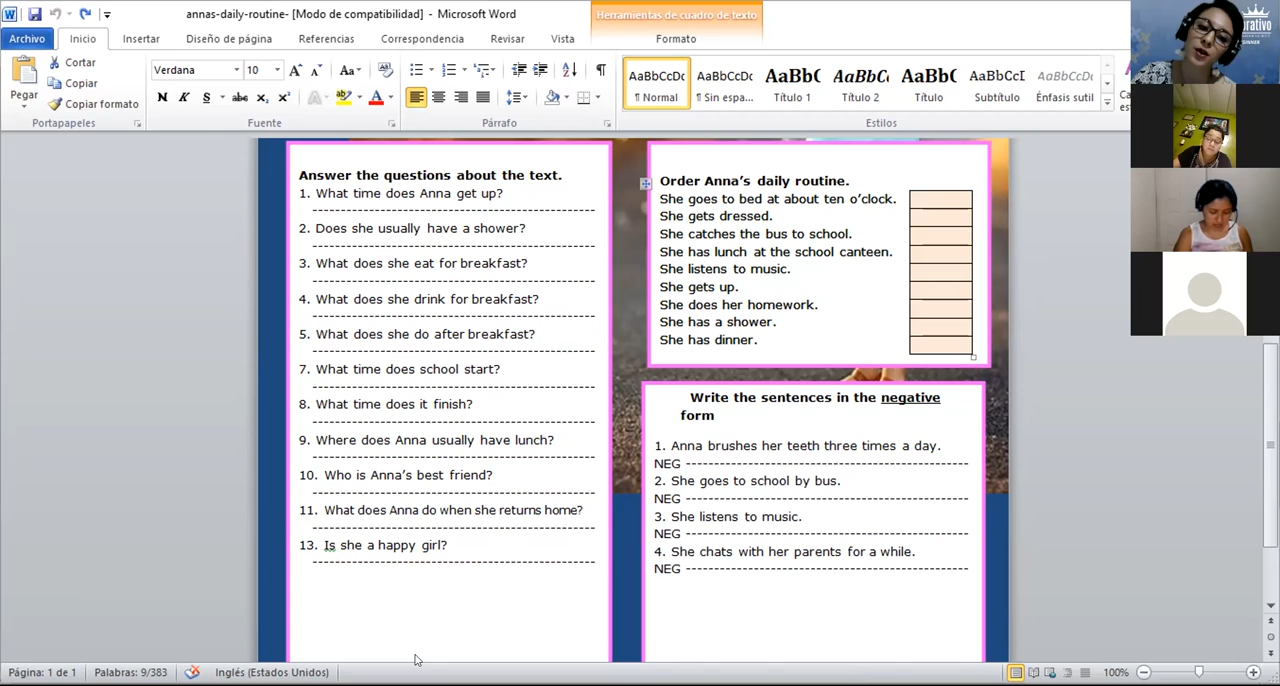 annas-daily-routine- [Modo de compatibilidad] - Microsoft Word
Herramientas de cuadro de texto
Archivo
Inicio
Insertar
Diseño de página
Referencias
Correspondencia
Revisar
Vista
Formato
Pegar
Cortar
Copiar
Copiar formato
Portapapeles
Verdana
10
Fuente
Párrafo
AaBbCcDc
¶ Normal
AaBbCcDc
¶ Sin espa...
AaBb(
Título 1
AaBbCc
Título 2
AaBb(
Título
AaBbCcI
Subtítulo
AaBbCcDc
Énfasis sutil
Estilos
Answer the questions about the text.
1. What time does Anna get up?
2. Does she usually have a shower?
3. What does she eat for breakfast?
4. What does she drink for breakfast?
5. What does she do after breakfast?
7. What time does school start?
8. What time does it finish?
9. Where does Anna usually have lunch?
10. Who is Anna's best friend?
11. What does Anna do when she returns home?
13. Is she a happy girl?
Order Anna's daily routine.
She goes to bed at about ten o'clock.
She gets dressed.
She catches the bus to school.
She has lunch at the school canteen.
She listens to music.
She gets up.
She does her homework.
She has a shower.
She has dinner.
Write the sentences in the negative
form
1. Anna brushes her teeth three times a day.
NEG
2. She goes to school by bus.
NEG
3. She listens to music.
NEG
4. She chats with her parents for a while.
NEG
Página: 1 de 1
Palabras: 9/383
Inglés (Estados Unidos)
100%